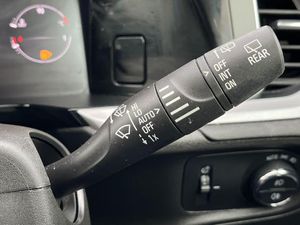 REAR
OFF
INT
ON
HI
LO
AUTO>
OFF
1x